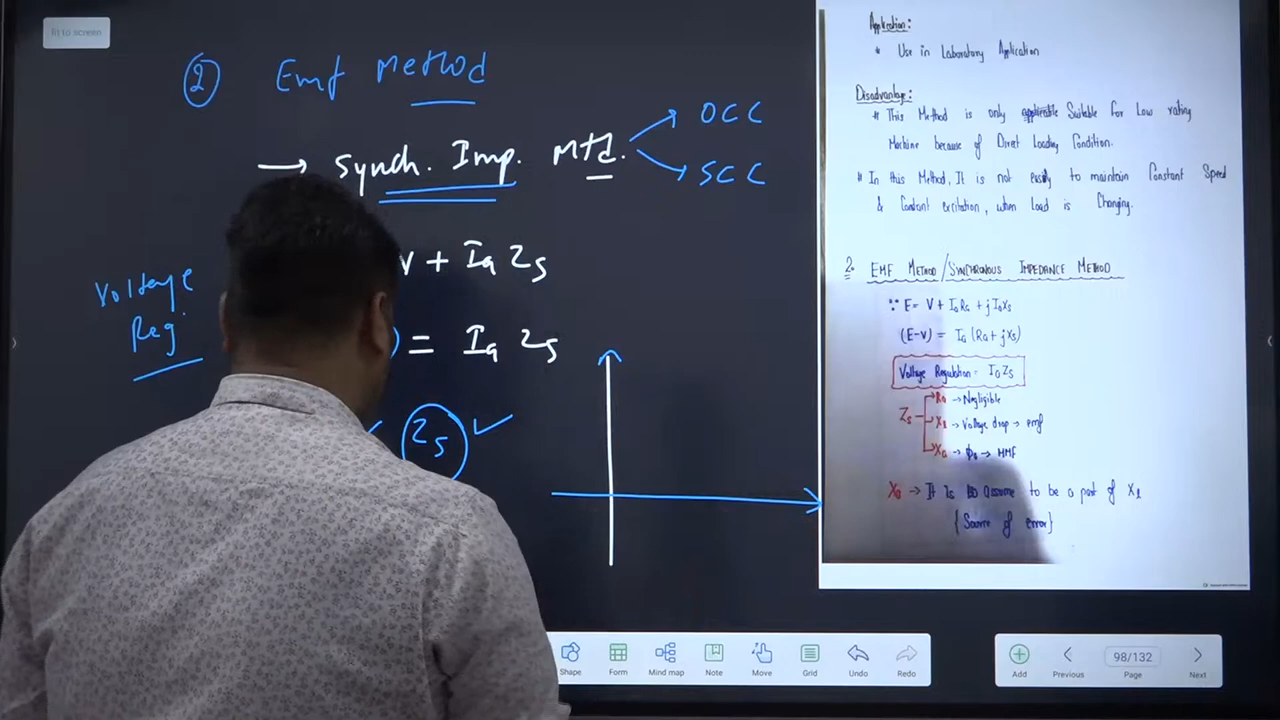 fit to screen
② Emf Method
→ Synch. Imp. Mtd.
OCC
SCC
V + Ia Zs
Voltage
Reg.
) = Ia Zs
Zs ✓
Application:
* Use in Laboratory Application
Disadvantage:
* This Method is only Suitable for Low rating
Machine because of Direct Loading Condition.
* In this Method, It is not easily to maintain Constant Speed
& Constant excitation, when Load is Changing.
2. EMF METHOD/SYNCHRONOUS IMPEDANCE METHOD
∵ E = V + IaRa + jIaXs
(E-V) = Ia (Ra + jXs)
Voltage Regulation = IaZs
Ra → Negligible
Zs Xl → Voltage drop → emf
Xa → Φa → MMF
Xa → It Is to assume to be a part of Xl
{Source of error}
Shape Form Mind map Note Move Grid Undo Redo
98/132
Add Previous Page Next